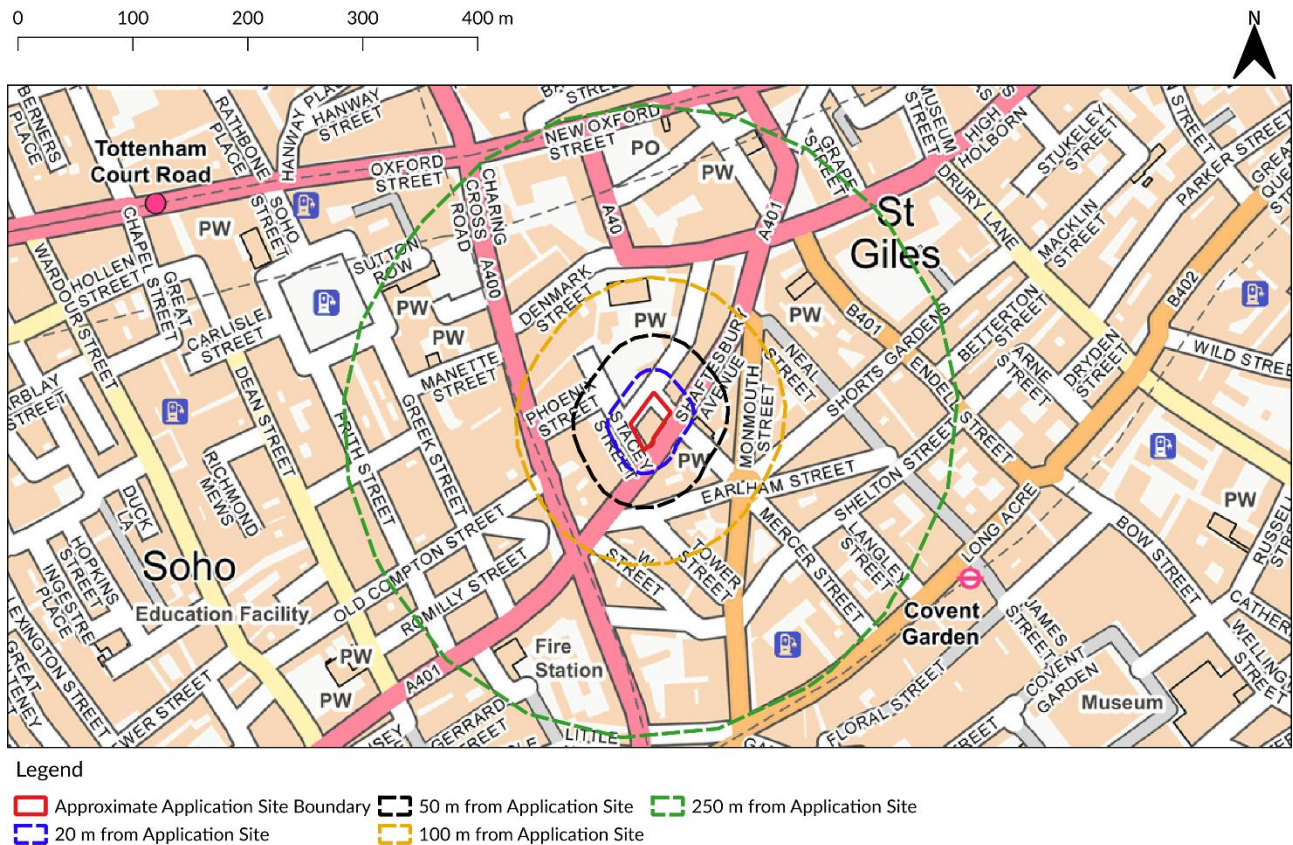 0 100 200 300 400 m
N
BERNERS
PLACE
RATHBONE
PLACE
HANWAY
HANWAY
STREET
STREET
NEW OXFORD
STREET
PO
PW
GRAPE
STREET
MUSEUM
STREET
HIGH
HOLBORN
STUKELEY
STREET
PARKER STREET
Tottenham
Court Road
OXFORD
STREET
CHARING
CROSS
ROAD
A400
A40
A401
St
Giles
DRURY LANE
MACKLIN
STREET
PW
SOHO
STREET
SUTTON
ROW
CHAPEL
STREET
HOLLEN
STREET
GREAT
WARDOUR STREET
CARLISLE
STREET
PW
PW
DENMARK
STREET
PW
PW
B401
B402
BETTERTON
STREET
ARNE
STREET
DRYDEN
STREET
WILD STREE
MANETTE
STREET
PHOENIX
STREET
STACEY
STREET
SHAFTESBURY
AVENUE
NEAL
STREET
MONMOUTH
STREET
SHORTS GARDENS
ENDELL STREET
DEAN STREET
FRITH STREET
GREEK STREET
PW
EARLHAM STREET
SHELTON STREET
RICHMOND
MEWS
DUCK
LA
HOPKINS
STREET
INGESTRE
PLACE
Soho
Education Facility
OLD COMPTON STREET
ROMILLY STREET
TOWER
STREET
WEST
STREET
MERCER STREET
LANGLEY
STREET
LONG ACRE
BOW STREET
PW
Covent
Garden
JAMES
STREET
COVENT
GARDEN
Museum
Fire
Station
PW
PW
A401
GERRARD
STREET
LITTLE
FLORAL STREET
Legend
Approximate Application Site Boundary
50 m from Application Site
250 m from Application Site
20 m from Application Site
100 m from Application Site